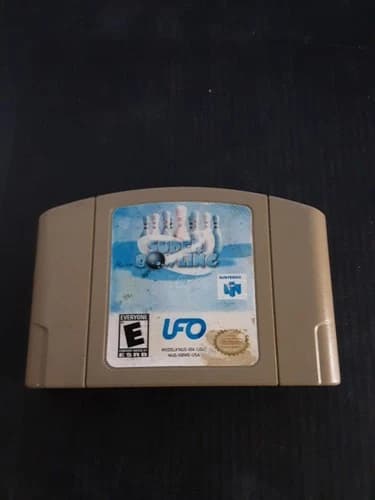 SUPER
BOWLING
NINTENDO
N
EVERYONE
E
ESRB
UFO